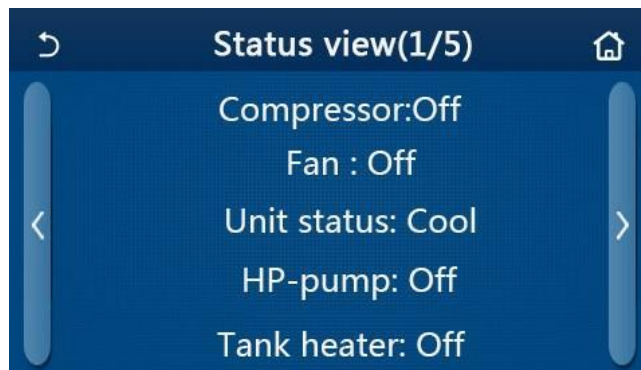 Status view(1/5)
Compressor:Off
Fan : Off
Unit status: Cool
HP-pump: Off
Tank heater: Off